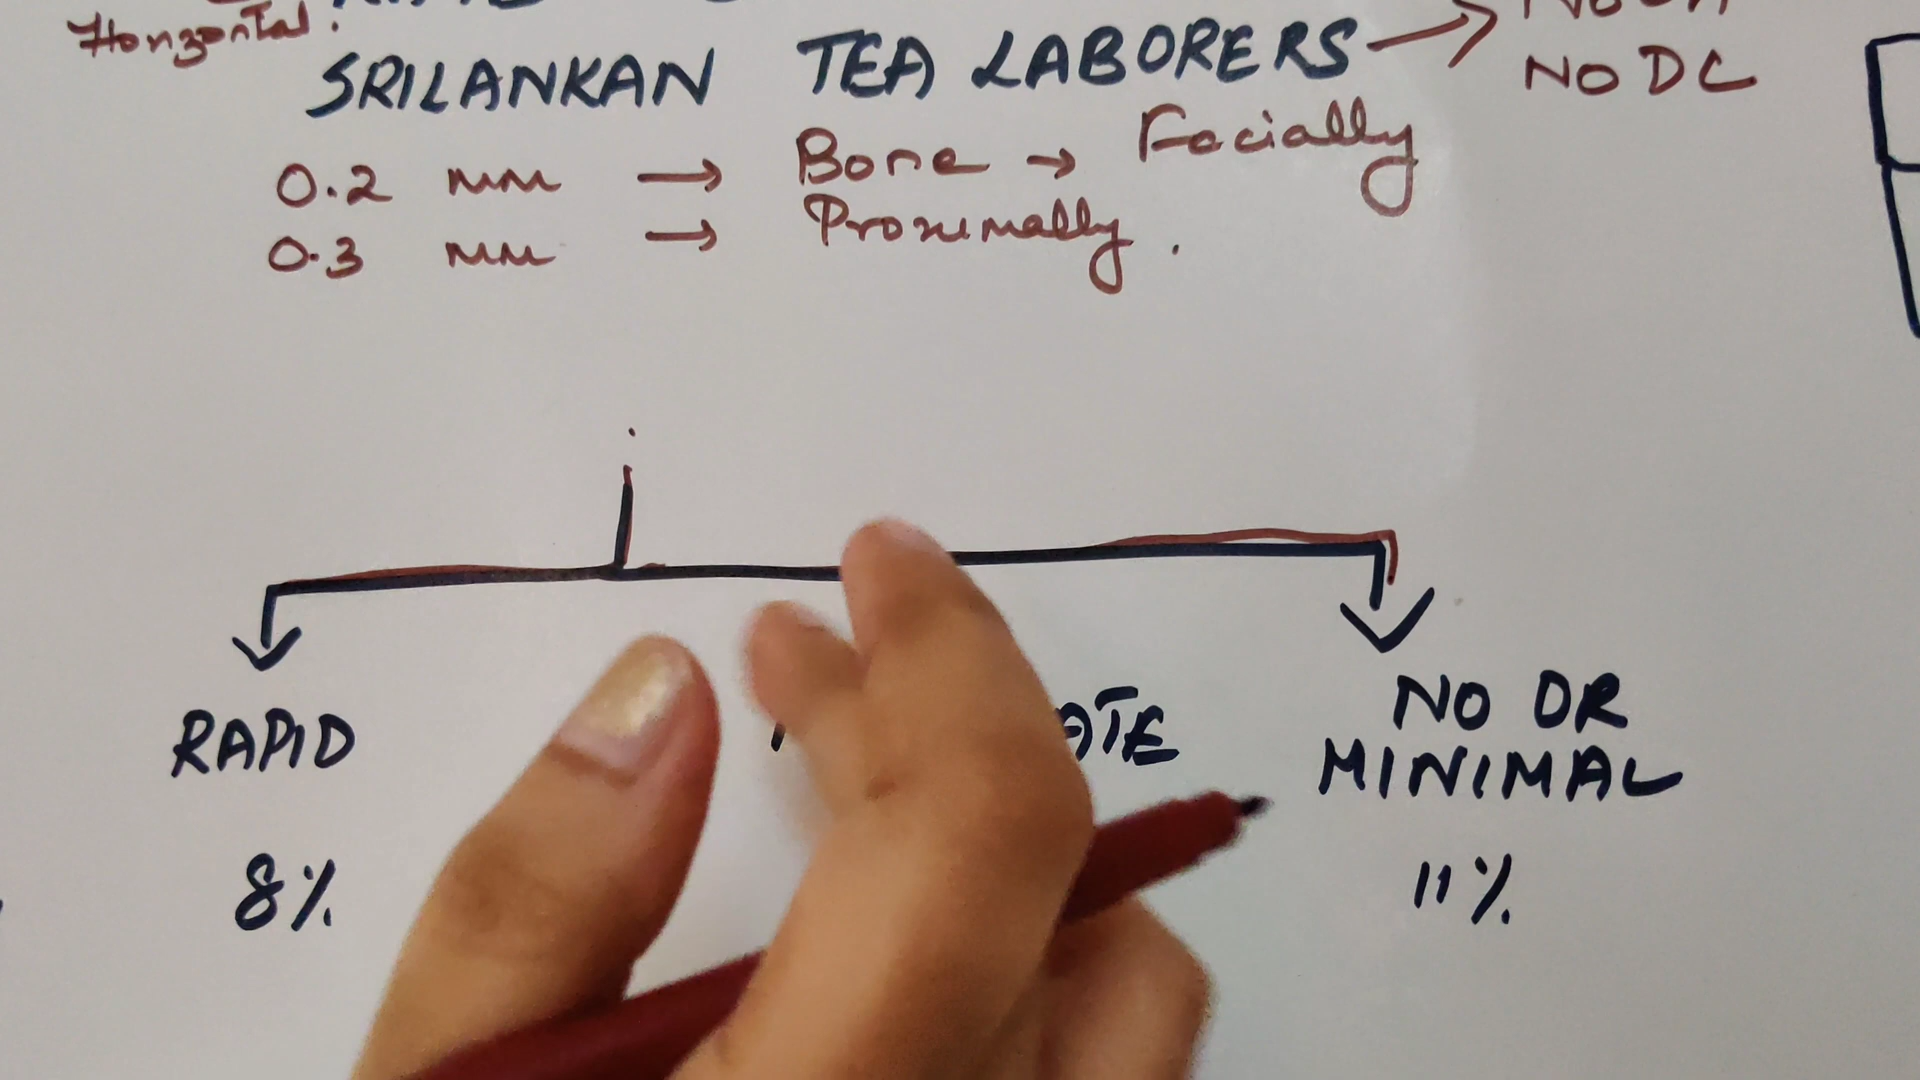 Horizontal.
SRILANKAN TEA LABORERS →
NO DC
0.2 mm → Bone → Facially
0.3 mm → Proximally.
RAPID
ATE
NO OR
MINIMAL
8%
11%